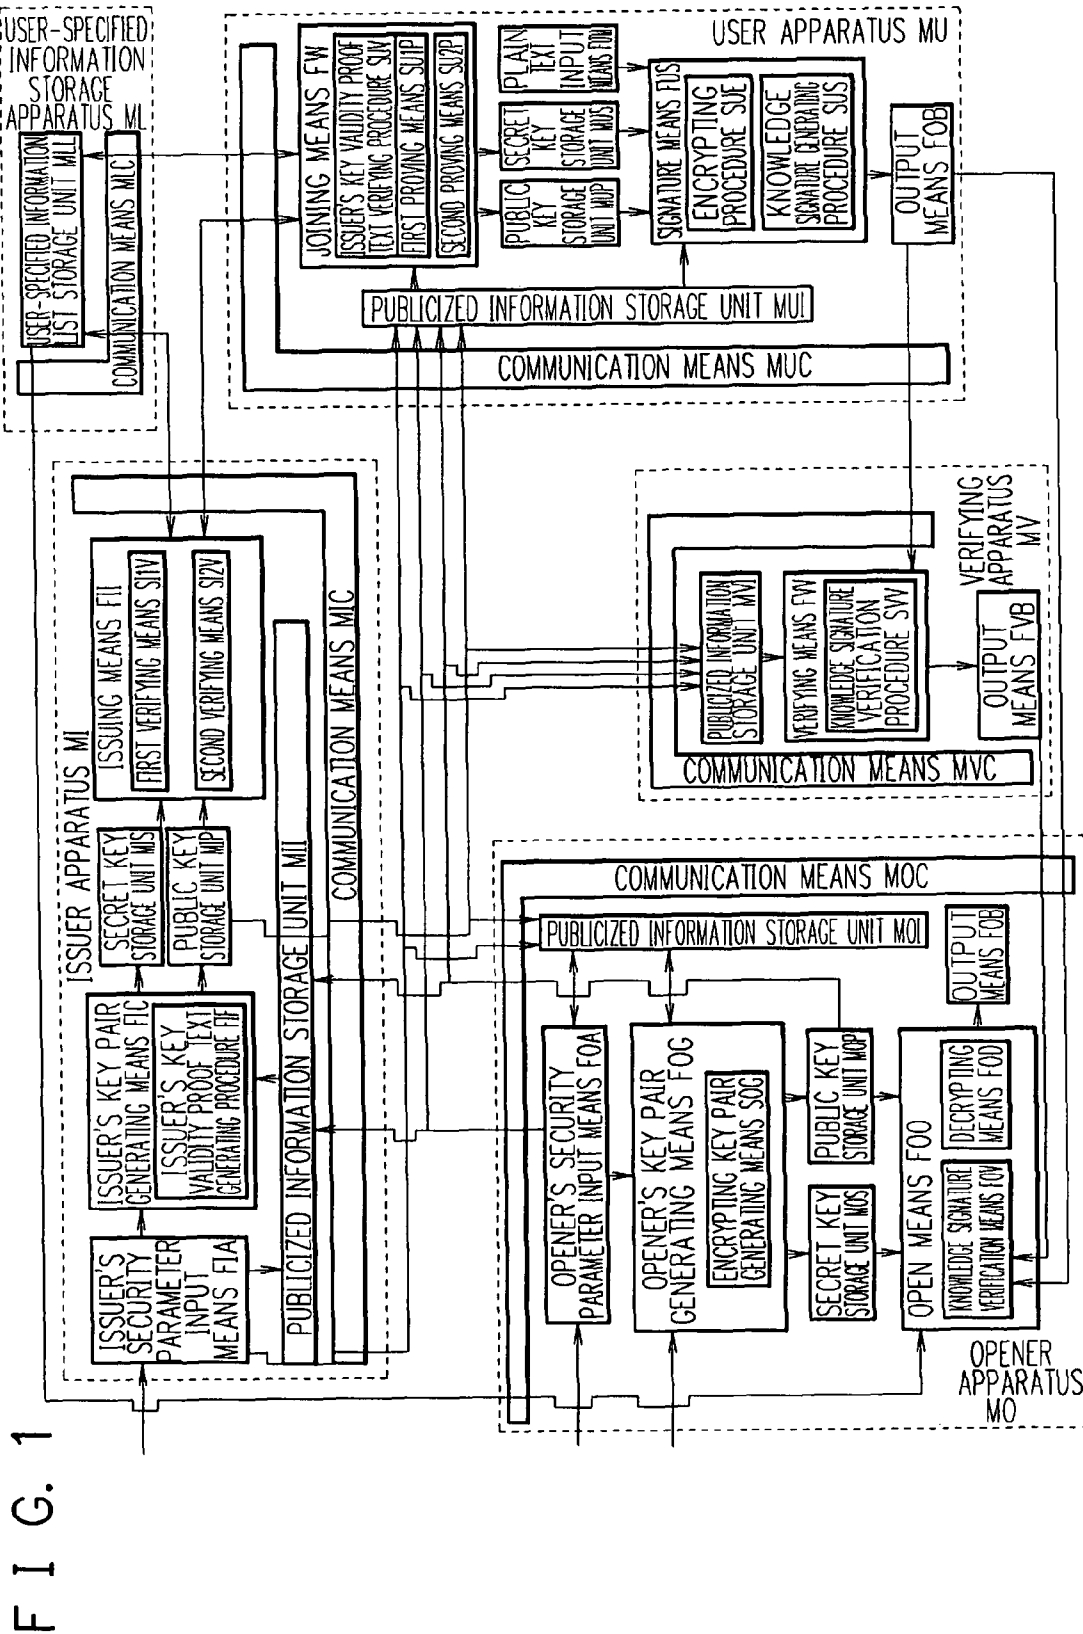 FIG. 1
USER-SPECIFIED
INFORMATION
STORAGE
APPARATUS ML
USER-SPECIFIED INFORMATION
LIST STORAGE UNIT MLL
COMMUNICATION MEANS MLC
ISSUER APPARATUS MI
ISSUER'S
SECURITY
PARAMETER
INPUT
MEANS FIA
ISSUER'S KEY PAIR
GENERATING MEANS FIC
ISSUER'S KEY
VALIDITY PROOF TEXT
GENERATING PROCEDURE FIF
SECRET KEY
STORAGE UNIT MIS
PUBLIC KEY
STORAGE UNIT MIP
ISSUING MEANS FII
FIRST VERIFYING MEANS SI1V
SECOND VERIFYING MEANS SI2V
PUBLICIZED INFORMATION STORAGE UNIT MII
COMMUNICATION MEANS MIC
USER APPARATUS MU
JOINING MEANS FW
ISSUER'S KEY VALIDITY PROOF
TEXT VERIFYING PROCEDURE SUV
FIRST PROVING MEANS SU1P
SECOND PROVING MEANS SU2P
PUBLIC
KEY
STORAGE
UNIT MUP
SECRET
KEY
STORAGE
UNIT MUS
PLAIN
TEXT
INPUT
MEANS FDM
SIGNATURE MEANS FUS
ENCRYPTING
PROCEDURE SUE
KNOWLEDGE
SIGNATURE GENERATING
PROCEDURE SUS
OUTPUT
MEANS FOB
PUBLICIZED INFORMATION STORAGE UNIT MUI
COMMUNICATION MEANS MUC
VERIFYING
APPARATUS
MV
PUBLICIZED INFORMATION
STORAGE UNIT MVI
VERIFYING MEANS FVV
KNOWLEDGE SIGNATURE
VERIFICATION
PROCEDURE SVV
OUTPUT
MEANS FVB
COMMUNICATION MEANS MVC
OPENER
APPARATUS
MO
COMMUNICATION MEANS MOC
PUBLICIZED INFORMATION STORAGE UNIT MOI
OPENER'S SECURITY
PARAMETER INPUT MEANS FOA
OPENER'S KEY PAIR
GENERATING MEANS FOG
ENCRYPTING KEY PAIR
GENERATING MEANS SOG
SECRET KEY
STORAGE UNIT MOS
PUBLIC KEY
STORAGE UNIT MOP
OPEN MEANS FOO
KNOWLEDGE SIGNATURE
VERIFICATION MEANS FOV
DECRYPTING
MEANS FOD
OUTPUT
MEANS FOB